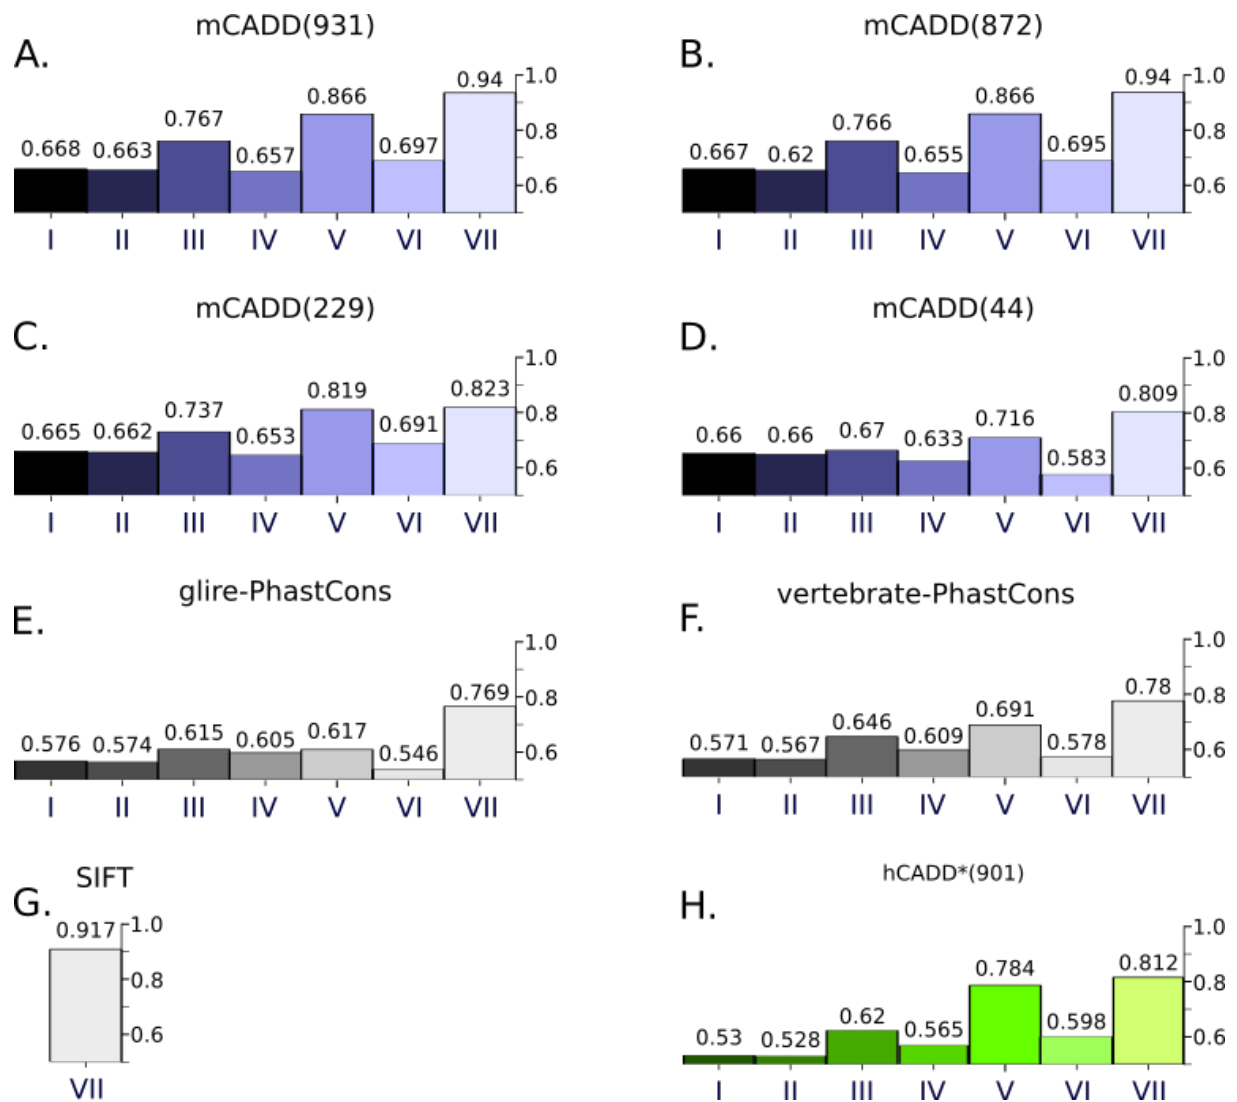 mCADD(931)
A.
0.668 0.663 0.767 0.657 0.866 0.697 0.94
1.0
0.8
0.6
I II III IV V VI VII
mCADD(872)
B.
0.667 0.62 0.766 0.655 0.866 0.695 0.94
1.0
0.8
0.6
I II III IV V VI VII
mCADD(229)
C.
0.665 0.662 0.737 0.653 0.819 0.691 0.823
1.0
0.8
0.6
I II III IV V VI VII
mCADD(44)
D.
0.66 0.66 0.67 0.633 0.716 0.583 0.809
1.0
0.8
0.6
I II III IV V VI VII
glire-PhastCons
E.
0.576 0.574 0.615 0.605 0.617 0.546 0.769
1.0
0.8
0.6
I II III IV V VI VII
vertebrate-PhastCons
F.
0.571 0.567 0.646 0.609 0.691 0.578 0.78
1.0
0.8
0.6
I II III IV V VI VII
SIFT
G.
0.917
1.0
0.8
0.6
VII
hCADD*(901)
H.
0.53 0.528 0.62 0.565 0.784 0.598 0.812
1.0
0.8
0.6
I II III IV V VI VII